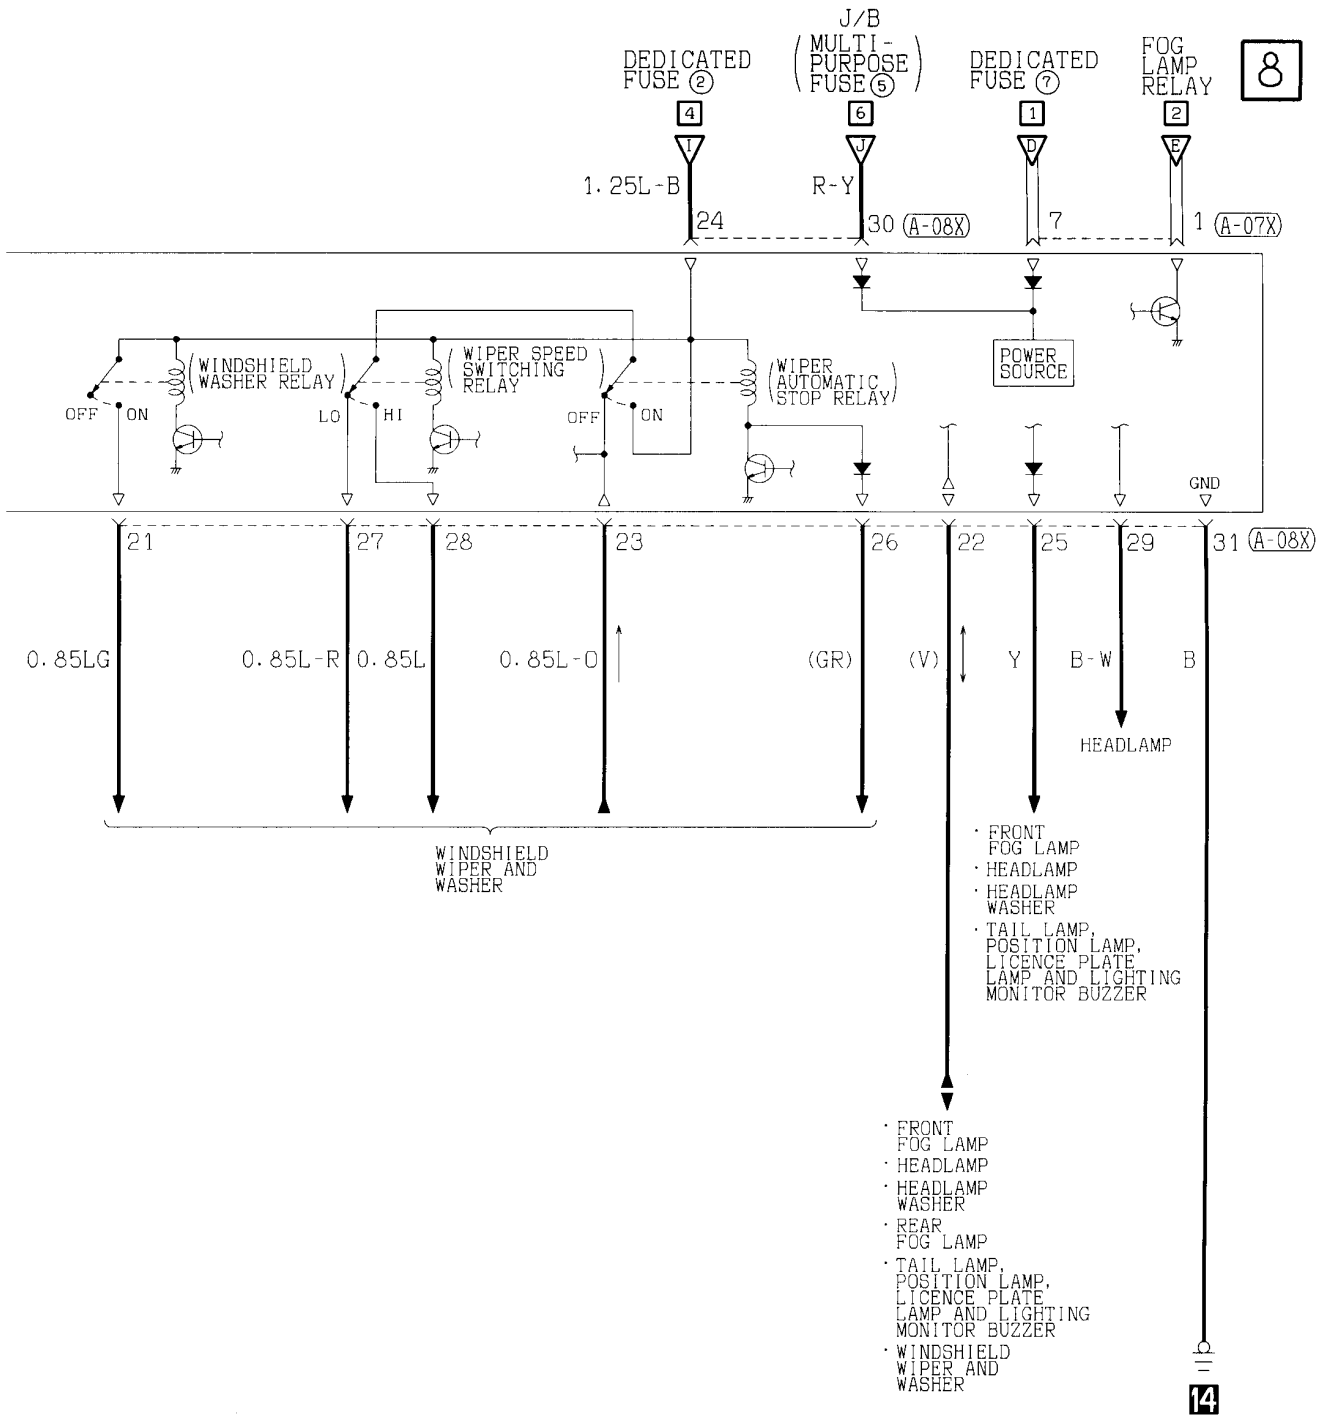 8
DEDICATED
FUSE ②
J/B
( MULTI-
PURPOSE
FUSE ⑤ )
DEDICATED
FUSE ⑦
FOG
LAMP
RELAY
4
6
1
2
I
J
D
E
1.25L-B
R-Y
24
30 (A-08X)
7
1 (A-07X)
(WINDSHIELD
WASHER RELAY)
(WIPER SPEED
SWITCHING
RELAY)
(WIPER
AUTOMATIC
STOP RELAY)
POWER
SOURCE
OFF
ON
LO
HI
OFF
ON
GND
21
27
28
23
26
22
25
29
31 (A-08X)
0.85LG
0.85L-R
0.85L
0.85L-O
(GR)
(V)
Y
B-W
B
HEADLAMP
WINDSHIELD
WIPER AND
WASHER
· FRONT
FOG LAMP
· HEADLAMP
· HEADLAMP
WASHER
· TAIL LAMP,
POSITION LAMP,
LICENCE PLATE
LAMP AND LIGHTING
MONITOR BUZZER
· FRONT
FOG LAMP
· HEADLAMP
· HEADLAMP
WASHER
· REAR
FOG LAMP
· TAIL LAMP,
POSITION LAMP,
LICENCE PLATE
LAMP AND LIGHTING
MONITOR BUZZER
· WINDSHIELD
WIPER AND
WASHER
14